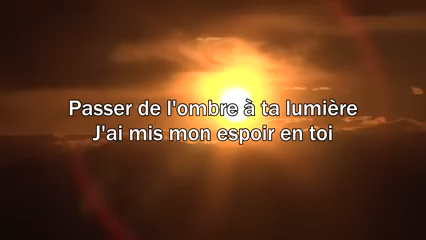 Passer de l'ombre à ta lumière
J'ai mis mon espoir en toi